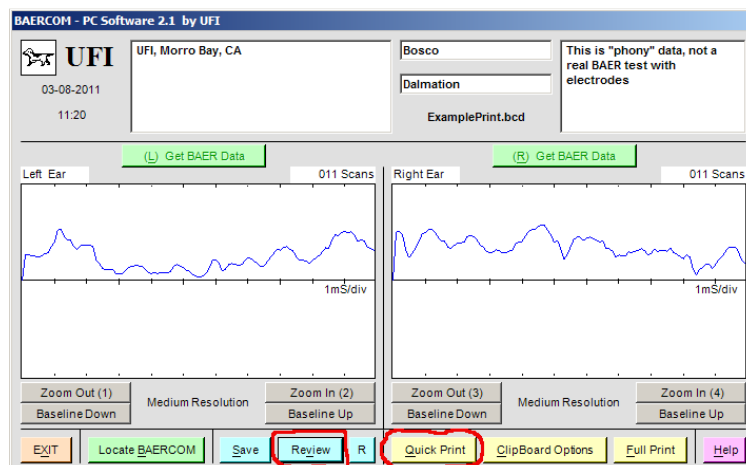 BAERCOM - PC Software 2.1 by UFI
UFI
03-08-2011
11:20
UFI, Morro Bay, CA
Bosco
Dalmation
ExamplePrint.bcd
This is "phony" data, not a
real BAER test with
electrodes
(L) Get BAER Data
(R) Get BAER Data
Left Ear
011 Scans
Right Ear
011 Scans
1mS/div
1mS/div
Zoom Out (1)
Medium Resolution
Zoom In (2)
Baseline Down
Baseline Up
Zoom Out (3)
Medium Resolution
Zoom In (4)
Baseline Down
Baseline Up
EXIT
Locate BAERCOM
Save
Review
R
Quick Print
ClipBoard Options
Full Print
Help